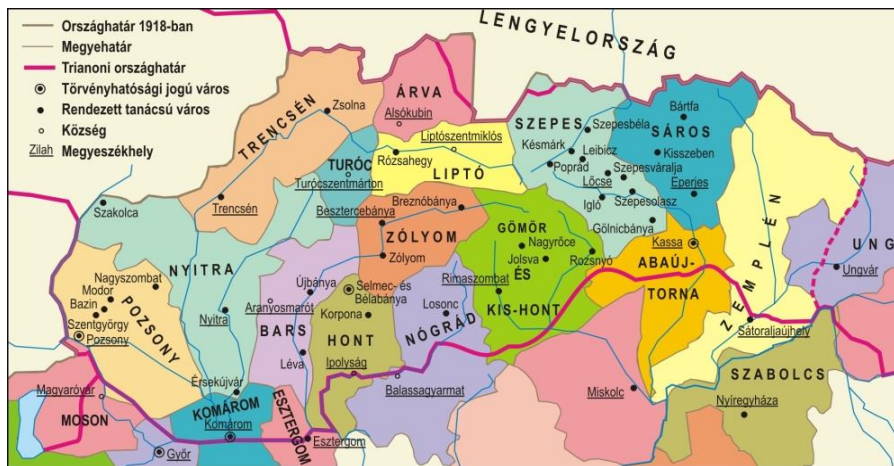 Országhatár 1918-ban
Megyehatár
Trianoni országhatár
Törvényhatósági jogú város
Rendezett tanácsú város
Község
Zilah Megyeszékhely
LENGYELORSZÁG
ÁRVA
Alsókubin
TRENCSÉN
Zsolna
Trencsén
Szakolca
TURÓC
Turócszentmárton
Liptószentmiklós
Rózsahegy
LIPTÓ
SZEPES
Szepesbéla
Késmárk
Leibicz
Poprád
Szepesváralja
Lőcse
Igló
Szepesolasz
Gölnicbánya
SÁROS
Bártfa
Kisszeben
Eperjes
ZEMPLÉN
Sátoraljaújhely
UNG
Ungvár
Besztercebánya
Breznóbánya
ZÓLYOM
Zólyom
GÖMÖR
ÉS
KIS-HONT
Nagyrőce
Jolsva
Rozsnyó
Rimaszombat
Kassa
ABAÚJ-
TORNA
NYITRA
Nyitra
Érsekújvár
Nagyszombat
Modor
Bazin
Szentgyörgy
Pozsony
POZSONY
Újbánya
Aranyosmarót
BARS
Léva
Selmec- és
Bélabánya
Korpona
HONT
Ipolyság
Losonc
NÓGRÁD
Balassagyarmat
Magyaróvár
MOSON
Győr
KOMÁROM
Komárom
ESZTERGOM
Esztergom
Miskolc
SZABOLCS
Nyíregyháza